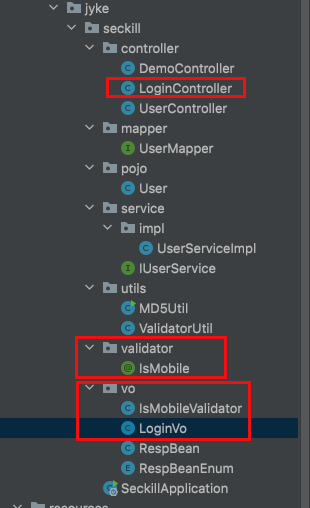 jyke
seckill
controller
DemoController
LoginController
UserController
mapper
UserMapper
pojo
User
service
impl
UserServiceImpl
IUserService
utils
MD5Util
ValidatorUtil
validator
IsMobile
vo
IsMobileValidator
LoginVo
RespBean
RespBeanEnum
SeckillApplication
resources